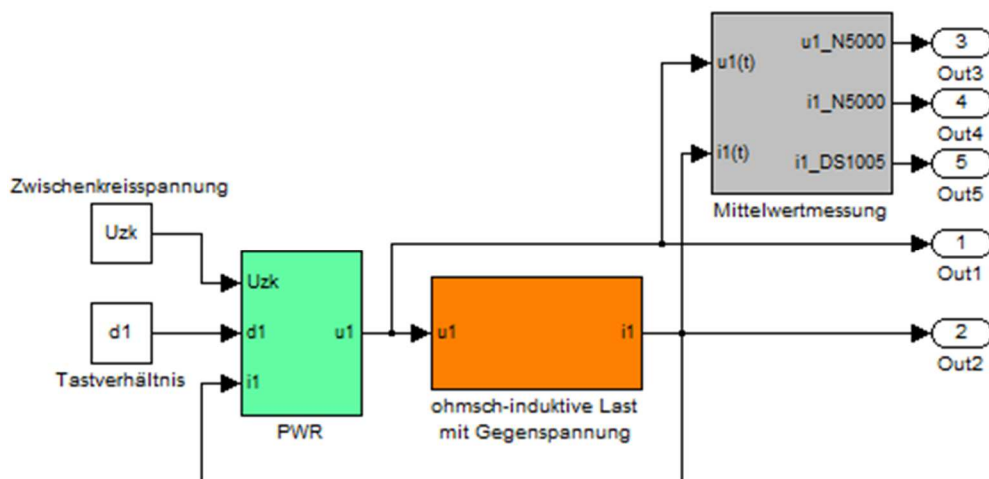 u1_N5000
3
Out3
u1(t)
i1_N5000
4
Out4
i1(t)
i1_DS1005
5
Out5
Mittelwertmessung
Zwischenkreisspannung
Uzk
1
Out1
Uzk
d1
d1
u1
Tastverhältnis
i1
PWR
u1
i1
ohmsch-induktive Last
mit Gegenspannung
2
Out2